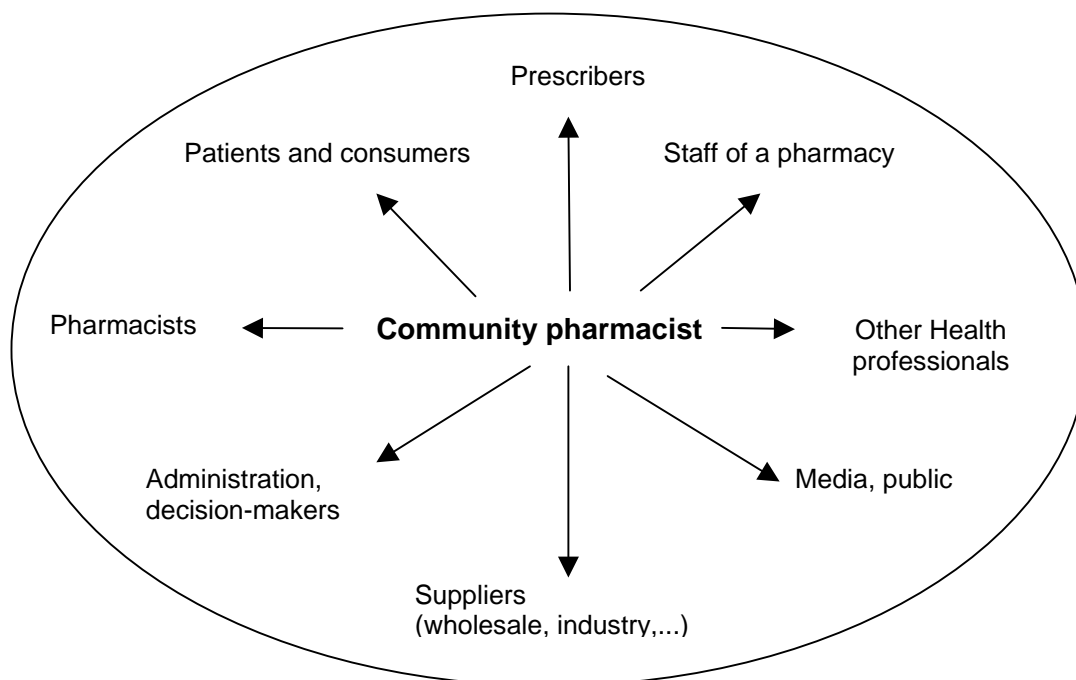 Prescribers
Patients and consumers
Staff of a pharmacy
Pharmacists
Community pharmacist
Other Health
professionals
Administration,
decision-makers
Media, public
Suppliers
(wholesale, industry,...)